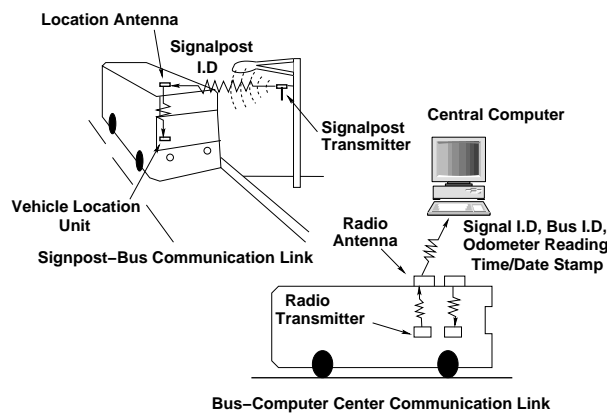 Location Antenna
Signalpost
I.D
Signalpost
Transmitter
Vehicle Location
Unit
Signpost–Bus Communication Link
Central Computer
Radio
Antenna
Signal I.D, Bus I.D,
Odometer Reading
Time/Date Stamp
Radio
Transmitter
Bus–Computer Center Communication Link